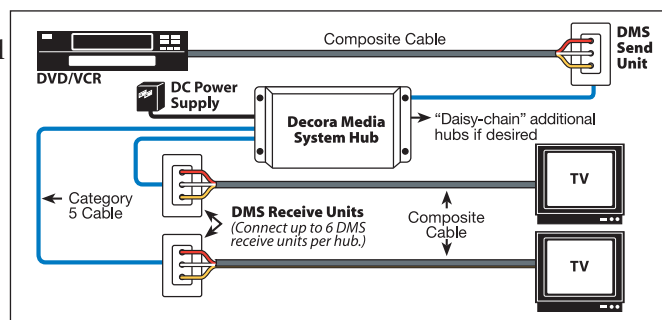 Composite Cable
DMS
Send
Unit
DVD/VCR
DC Power
Supply
Decora Media
System Hub
"Daisy-chain" additional
hubs if desired
TV
Category
5 Cable
DMS Receive Units
(Connect up to 6 DMS
receive units per hub.)
Composite
Cable
TV